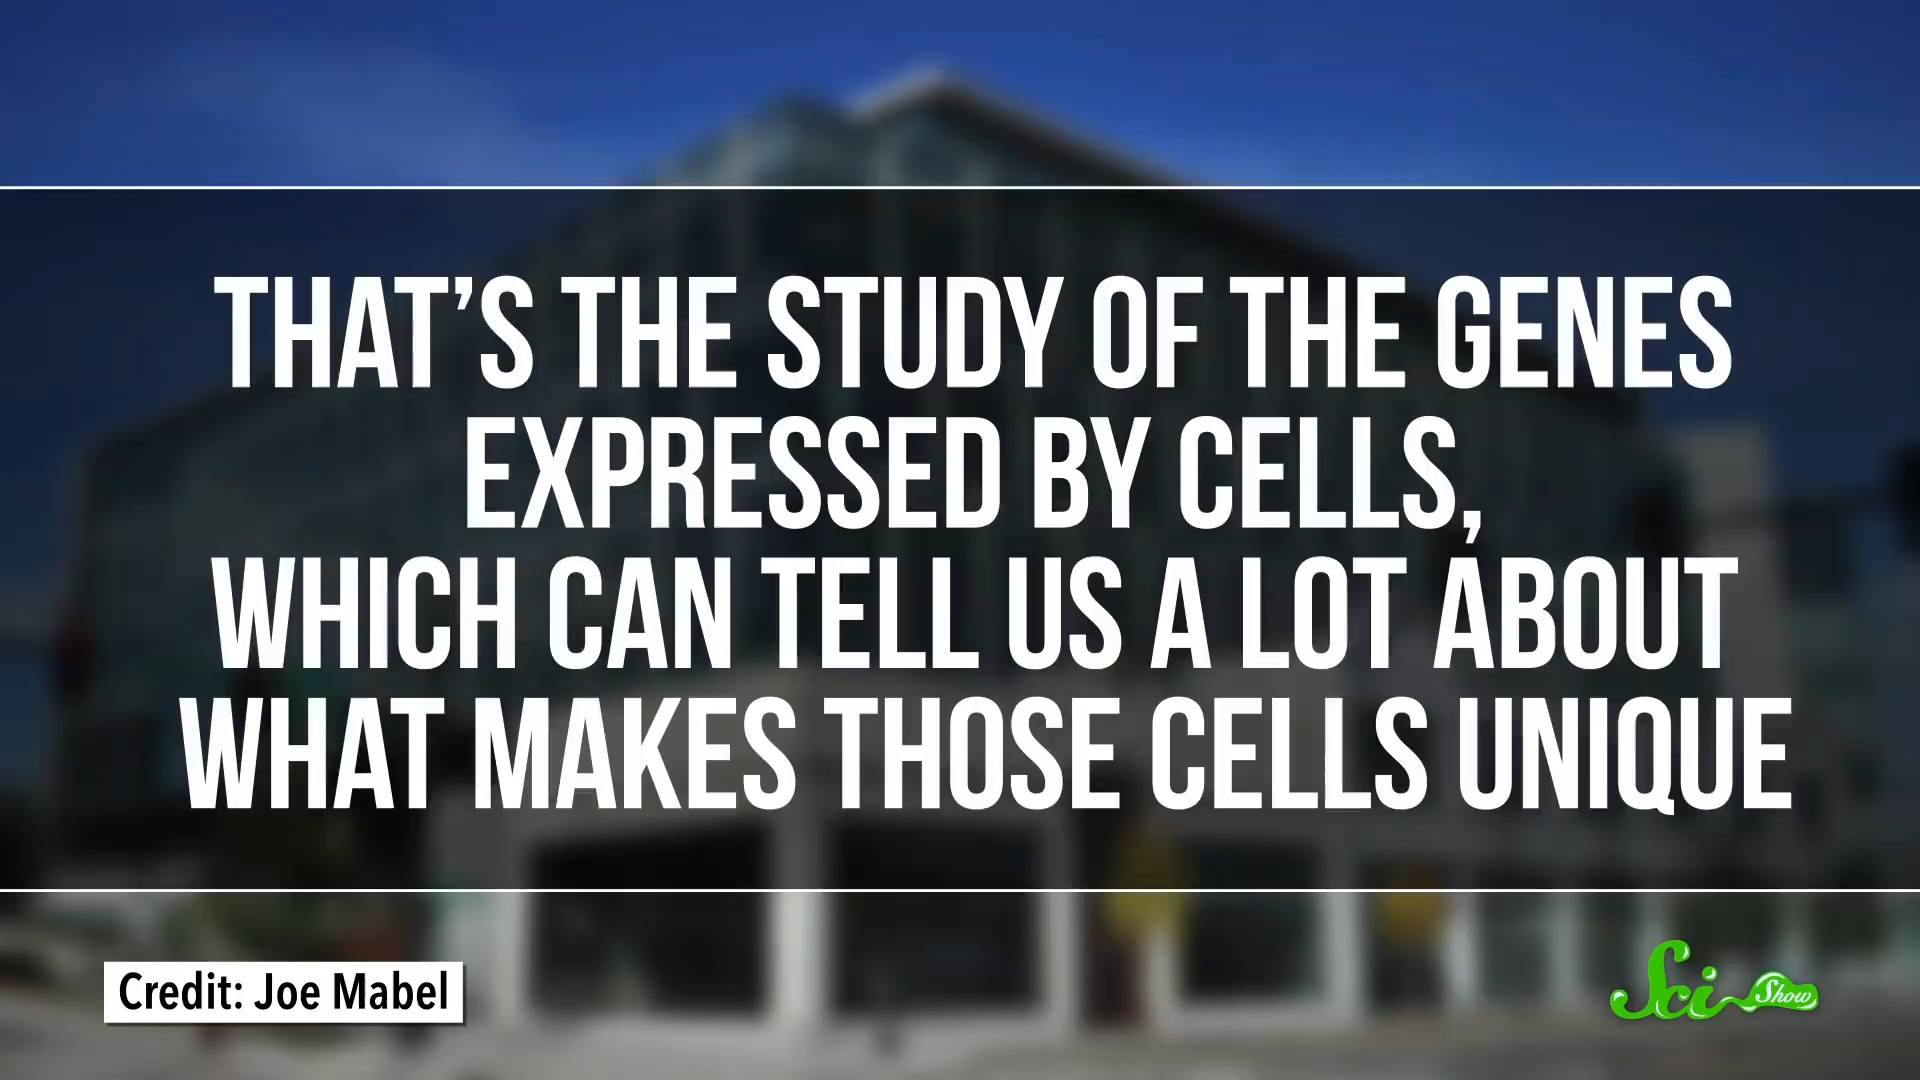 THAT'S THE STUDY OF THE GENES
EXPRESSED BY CELLS,
WHICH CAN TELL US A LOT ABOUT
WHAT MAKES THOSE CELLS UNIQUE
Credit: Joe Mabel
Sci Show